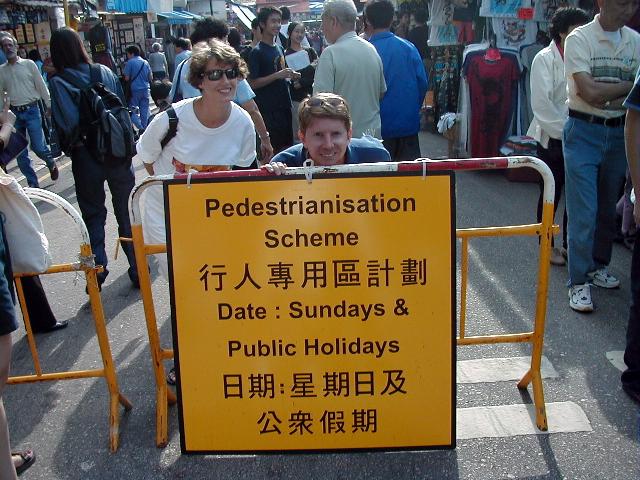 Pedestrianisation
Scheme
行人專用區計劃
Date : Sundays &
Public Holidays
日期:星期日及
公眾假期